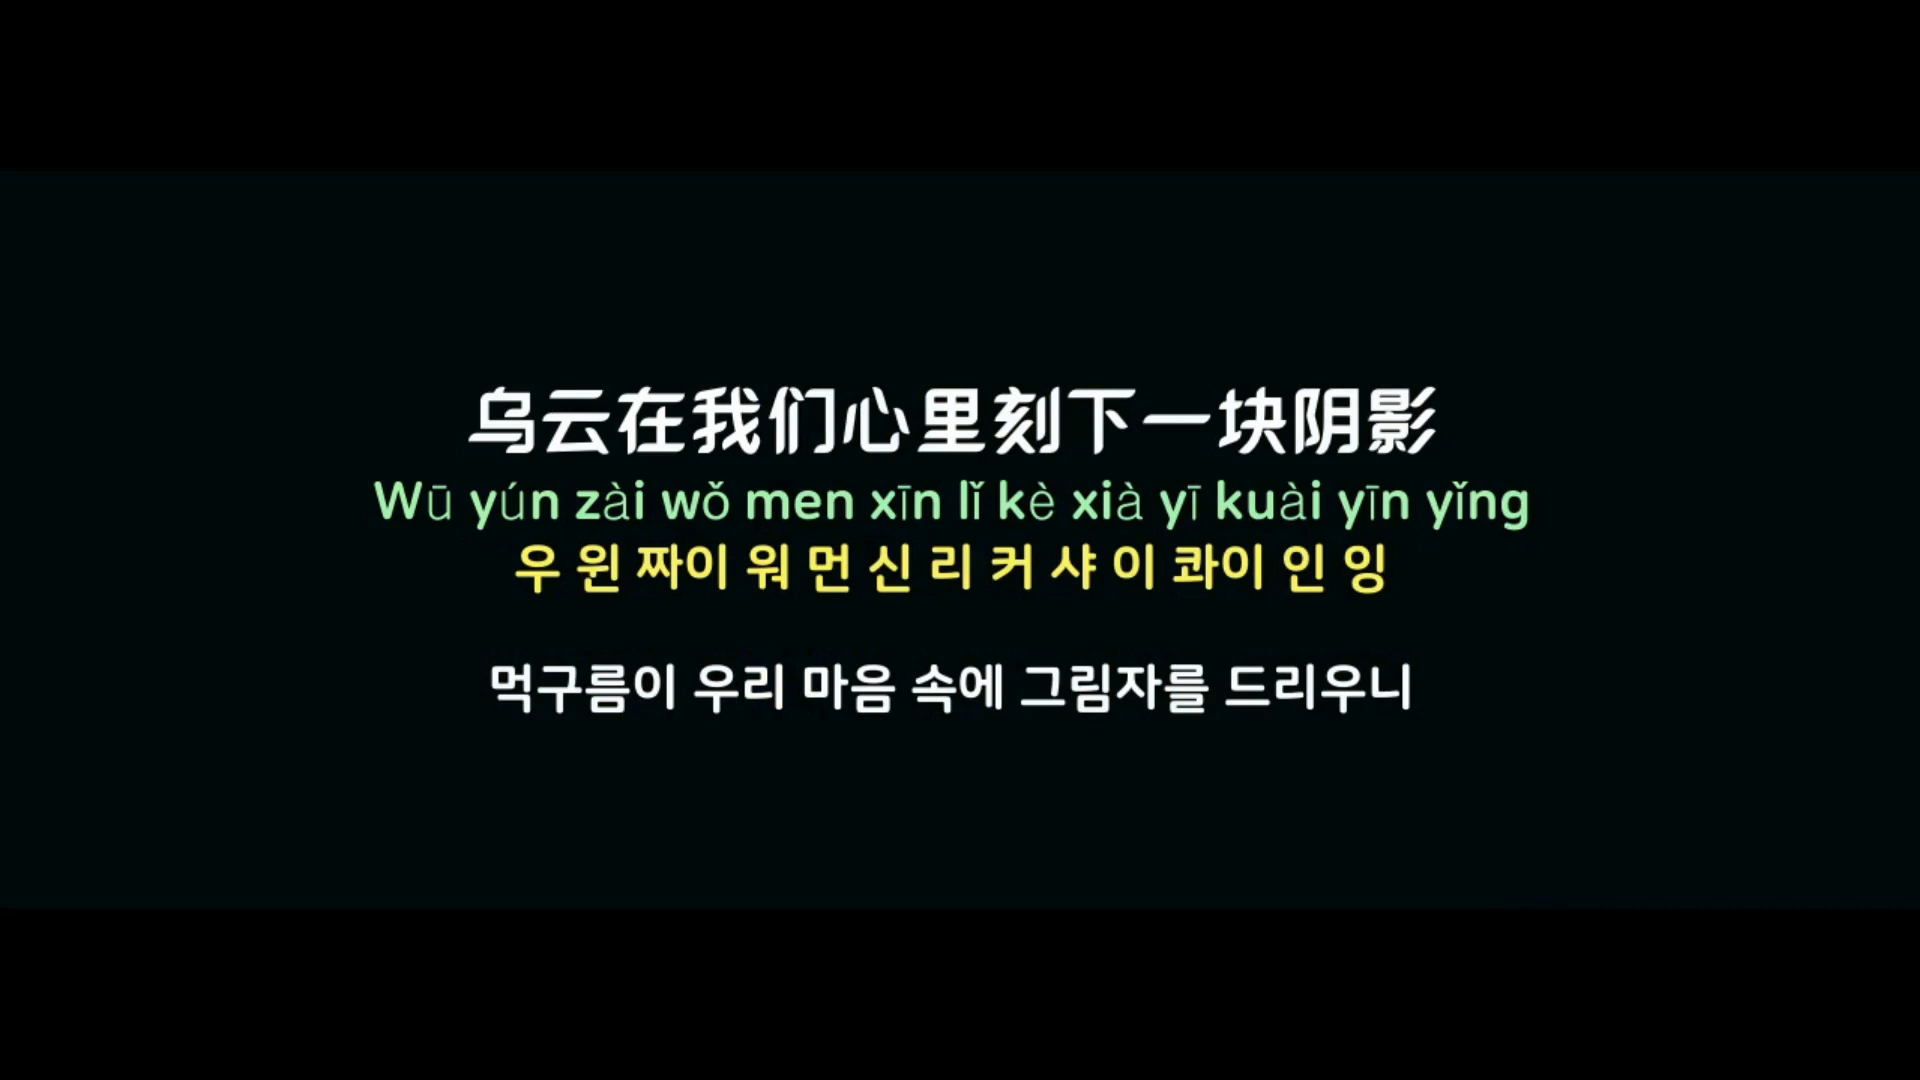 乌云在我们心里刻下一块阴影
Wū yún zài wǒ men xīn lǐ kè xià yī kuài yīn yǐng
우 윈 짜이 워 먼 신 리 커 샤 이 콰이 인 잉
먹구름이 우리 마음 속에 그림자를 드리우니